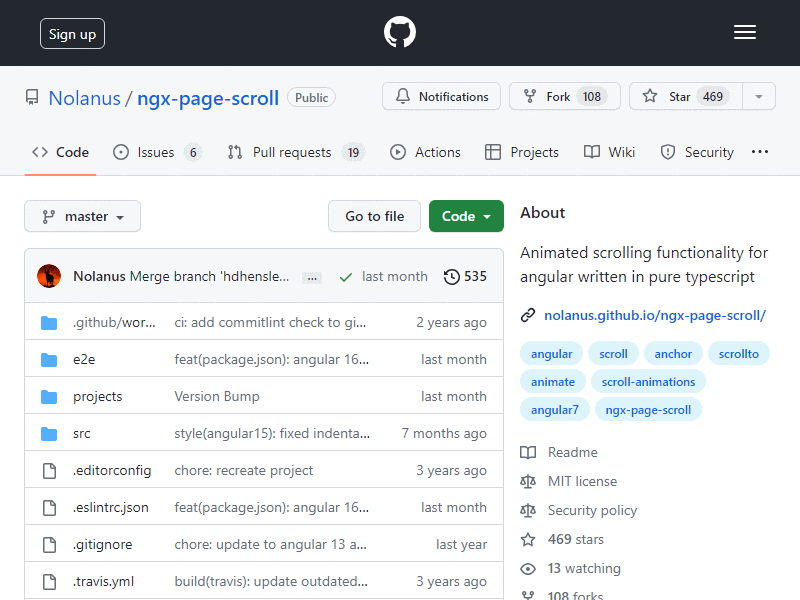 Sign up
Nolanus / ngx-page-scroll Public
Notifications Fork 108 Star 469
Code Issues 6 Pull requests 19 Actions Projects Wiki Security ...
master Go to file Code
Nolanus Merge branch 'hdhensle... ... last month 535
.github/wor... ci: add commitlint check to gi... 2 years ago
e2e feat(package.json): angular 16... last month
projects Version Bump last month
src style(angular15): fixed indenta... 7 months ago
.editorconfig chore: recreate project 3 years ago
.eslintrc.json feat(package.json): angular 16... last month
.gitignore chore: update to angular 13 a... last year
.travis.yml build(travis): update outdated... 3 years ago
About
Animated scrolling functionality for
angular written in pure typescript
nolanus.github.io/ngx-page-scroll/
angular scroll anchor scrollto
animate scroll-animations
angular7 ngx-page-scroll
Readme
MIT license
Security policy
469 stars
13 watching
108 forks